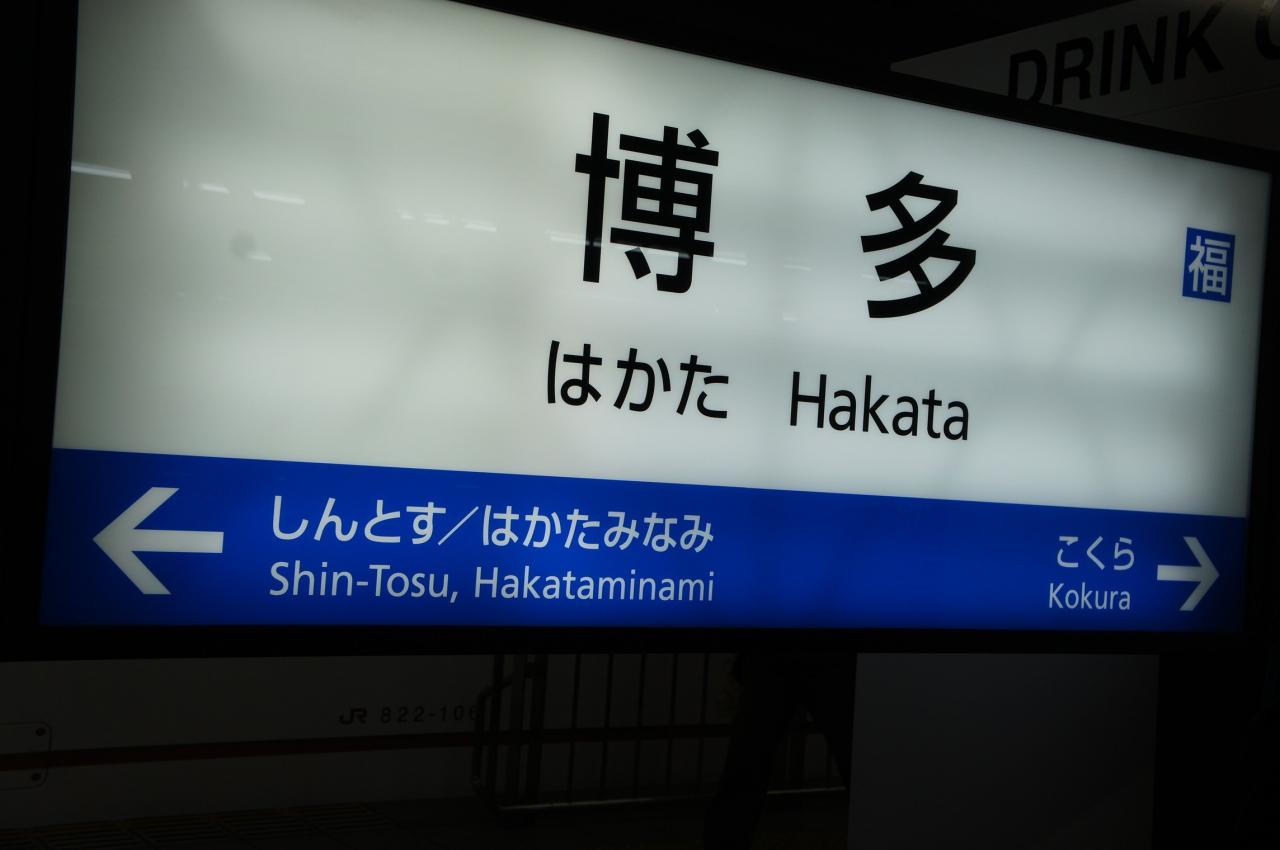 DRINK
博多
福
はかた Hakata
しんとす／はかたみなみ
Shin-Tosu, Hakataminami
こくら
Kokura
JR 822-106